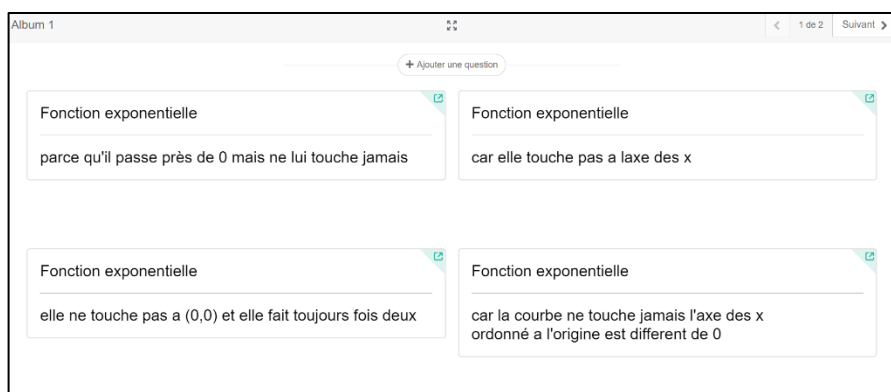 Album 1
1 de 2
Suivant
Ajouter une question
Fonction exponentielle
parce qu'il passe près de 0 mais ne lui touche jamais
Fonction exponentielle
car elle touche pas a laxe des x
Fonction exponentielle
elle ne touche pas a (0,0) et elle fait toujours fois deux
Fonction exponentielle
car la courbe ne touche jamais l'axe des x
ordonné a l'origine est different de 0